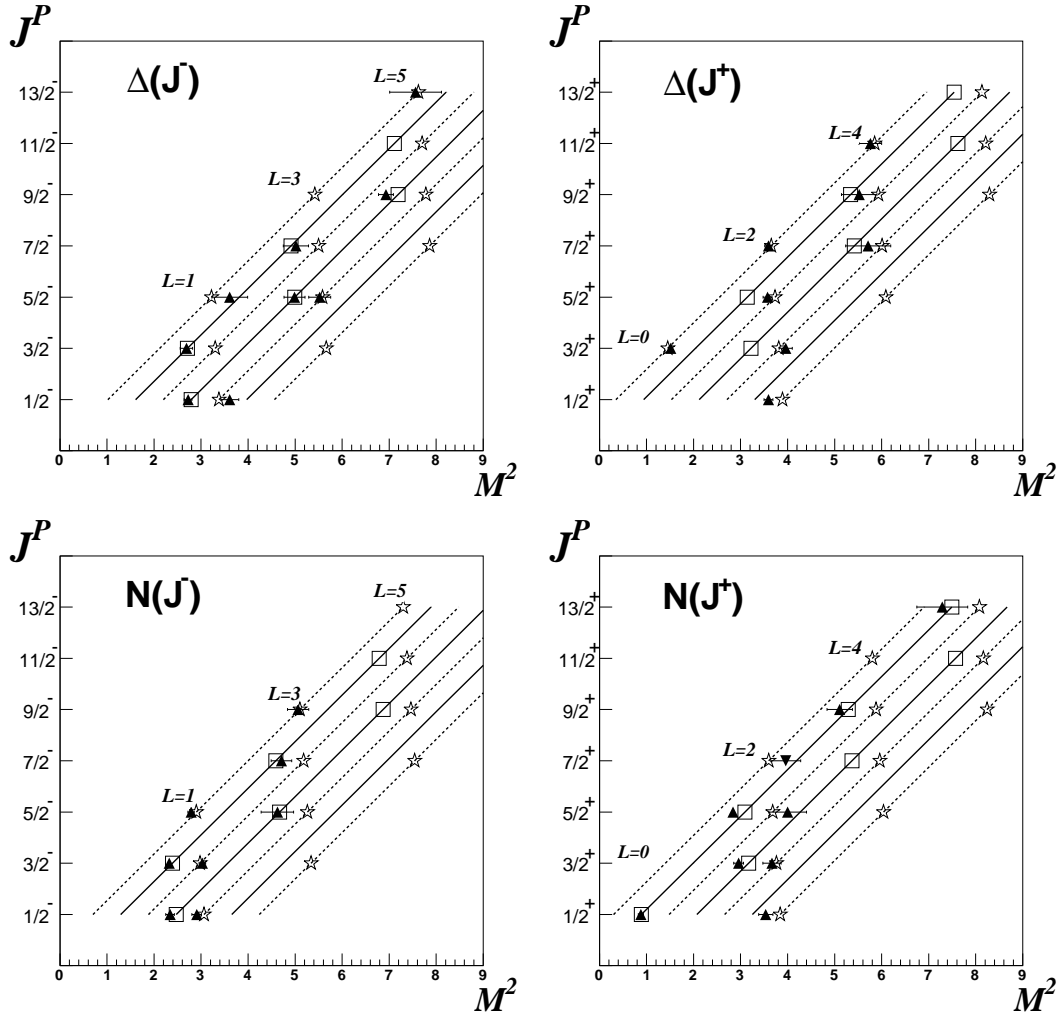 J^P
Δ(J^-)
L=5
13/2^-
11/2^-
L=3
9/2^-
7/2^-
L=1
5/2^-
3/2^-
1/2^-
0 1 2 3 4 5 6 7 8 9
M^2
J^P
Δ(J^+)
13/2^+
L=4
11/2^+
9/2^+
L=2
7/2^+
5/2^+
L=0
3/2^+
1/2^+
0 1 2 3 4 5 6 7 8 9
M^2
J^P
N(J^-)
L=5
13/2^-
11/2^-
L=3
9/2^-
7/2^-
L=1
5/2^-
3/2^-
1/2^-
0 1 2 3 4 5 6 7 8 9
M^2
J^P
N(J^+)
13/2^+
L=4
11/2^+
9/2^+
L=2
7/2^+
5/2^+
L=0
3/2^+
1/2^+
0 1 2 3 4 5 6 7 8 9
M^2